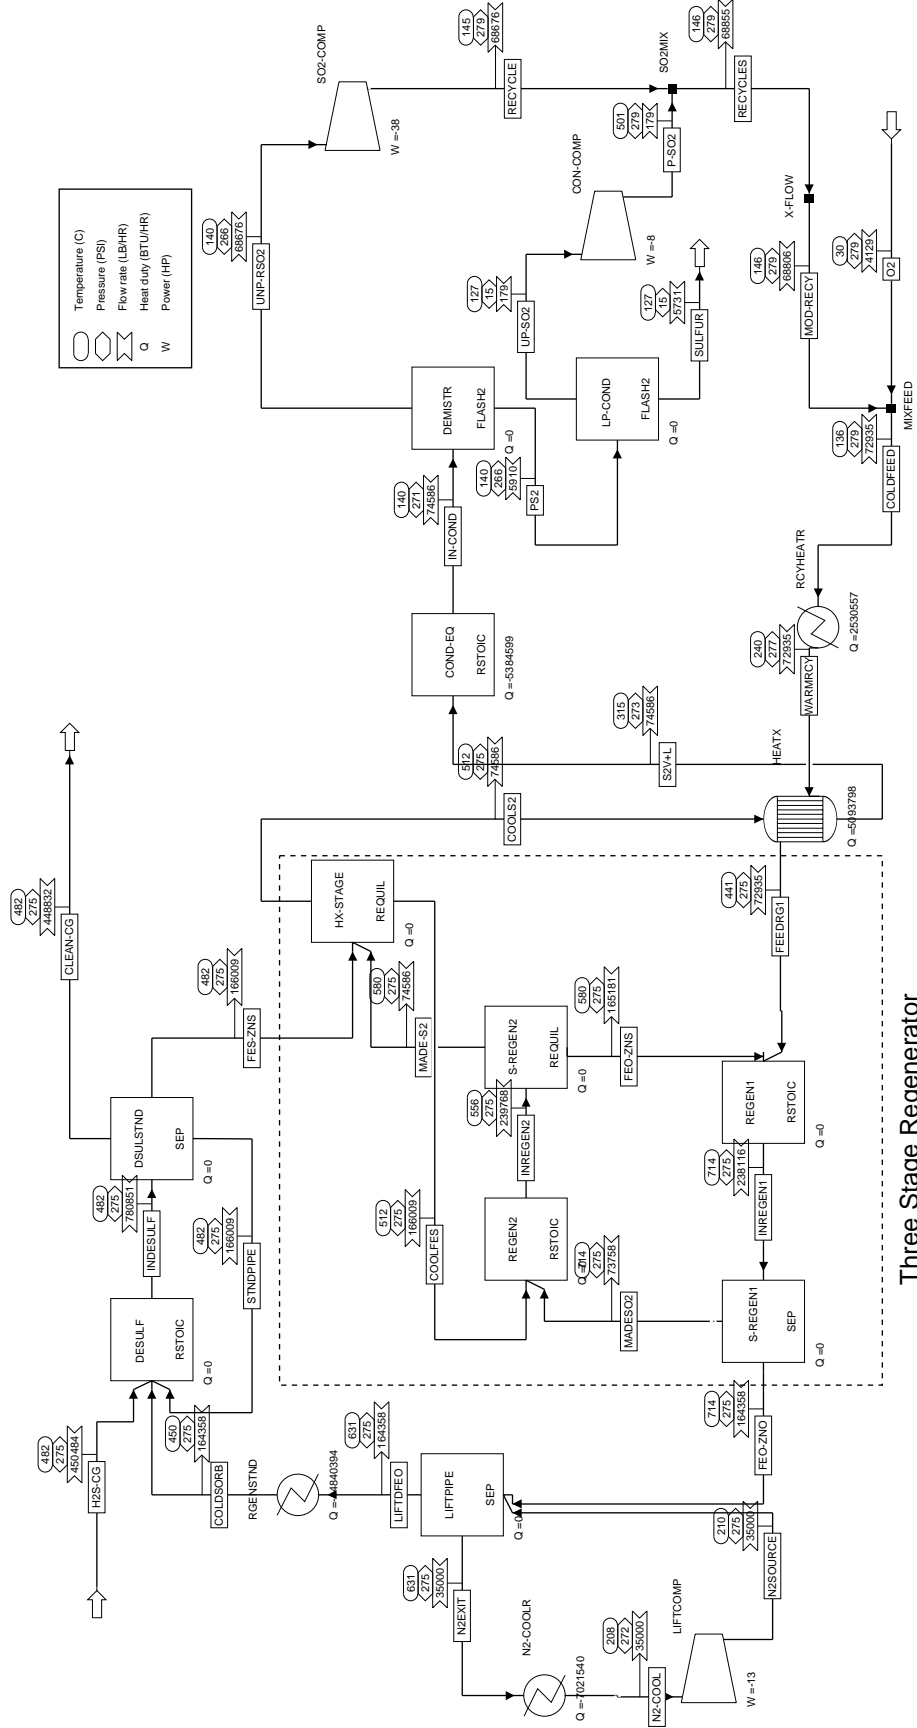 Temperature (C)
Pressure (PSI)
Flow rate (LB/HR)
Q
Heat duty (BTU/HR)
W
Power (HP)
H2S-CG
482
275
450484
DESULF
RSTOIC
Q =0
INDESULF
482
275
780851
DSULSTND
SEP
Q =0
STNDPIPE
482
275
166009
CLEAN-CG
482
275
448832
FES-ZNS
482
275
166009
COLDSORB
450
275
164358
RGENSTND
LIFTDFEO
631
275
164358
LIFTPIPE
SEP
Q =0
N2EXIT
631
275
35000
N2-COOLR
Q =-7021540
N2-COOL
208
272
35000
LIFTCOMP
W =-13
N2SOURCE
210
275
35000
FEO-ZNO
714
275
164358
S-REGEN1
SEP
Q =0
MADESO2
714
275
73758
INREGEN1
714
275
238116
REGEN1
RSTOIC
Q =0
REGEN2
RSTOIC
COOLFES
512
275
166009
INREGEN2
556
275
239768
S-REGEN2
REQUIL
Q =0
FEO-ZNS
580
275
165181
MADE-S2
580
275
74586
HX-STAGE
REQUIL
Q =0
COOLS2
512
275
74586
FEEDRG1
441
275
72935
HEATX
Q =5093798
S2V+L
315
273
74586
WARMRCY
240
277
72935
RCYHEATR
Q =2530557
COND-EQ
RSTOIC
Q =-5384599
IN-COND
140
271
74586
DEMISTR
FLASH2
Q =0
UNP-RSO2
140
266
68676
PS2
140
266
5910
LP-COND
FLASH2
Q =0
UP-SO2
127
15
179
SULFUR
127
15
5731
CON-COMP
W =-8
SO2-COMP
W =-38
RECYCLE
145
279
68676
P-SO2
501
279
179
SO2MIX
RECYCLES
146
279
68855
X-FLOW
MOD-RECY
146
279
68806
O2
30
279
4129
MIXFEED
COLDFEED
136
279
72935
Three Stage Regenerator